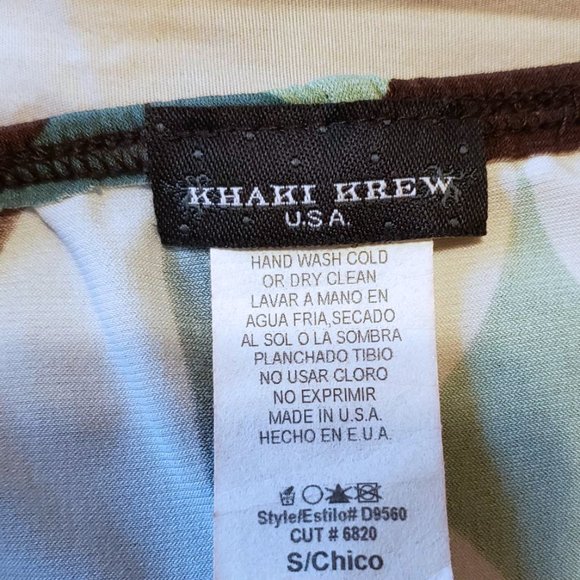 KHAKI KREW
U.S.A.
HAND WASH COLD
OR DRY CLEAN
LAVAR A MANO EN
AGUA FRIA,SECADO
AL SOL O LA SOMBRA
PLANCHADO TIBIO
NO USAR CLORO
NO EXPRIMIR
MADE IN U.S.A.
HECHO EN E.U.A.
Style/Estilo# D9560
CUT # 6820
S/Chico